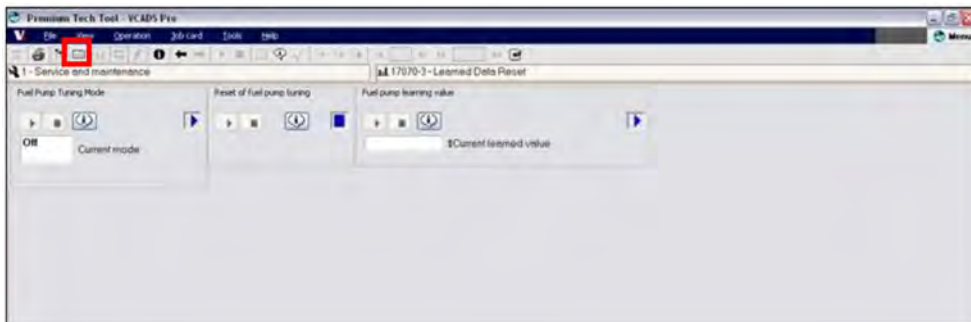 Premium Tech Tool - VCADS Pro
File View Operation Job card Tools Help
Menu
1 - Service and maintenance
17070-3 - Learned Data Reset
Fuel Pump Tuning Mode
Reset of fuel pump tuning
Fuel pump learning value
Off
Current mode
Current learned value